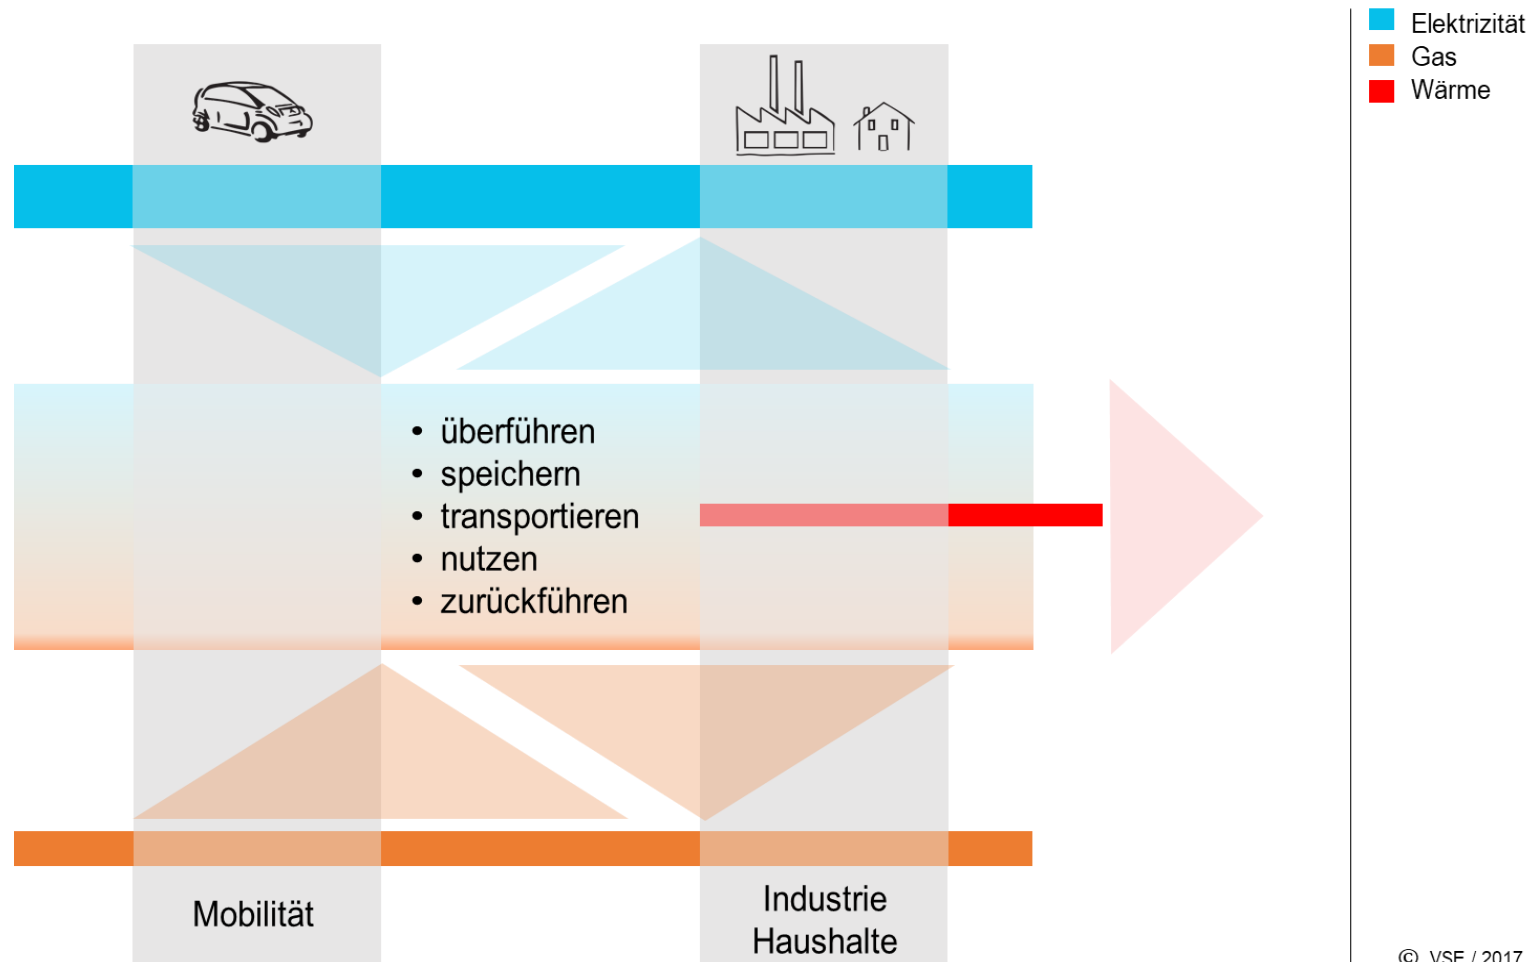 Elektrizität
Gas
Wärme
• überführen
• speichern
• transportieren
• nutzen
• zurückführen
Mobilität
Industrie
Haushalte
© VSE / 2017